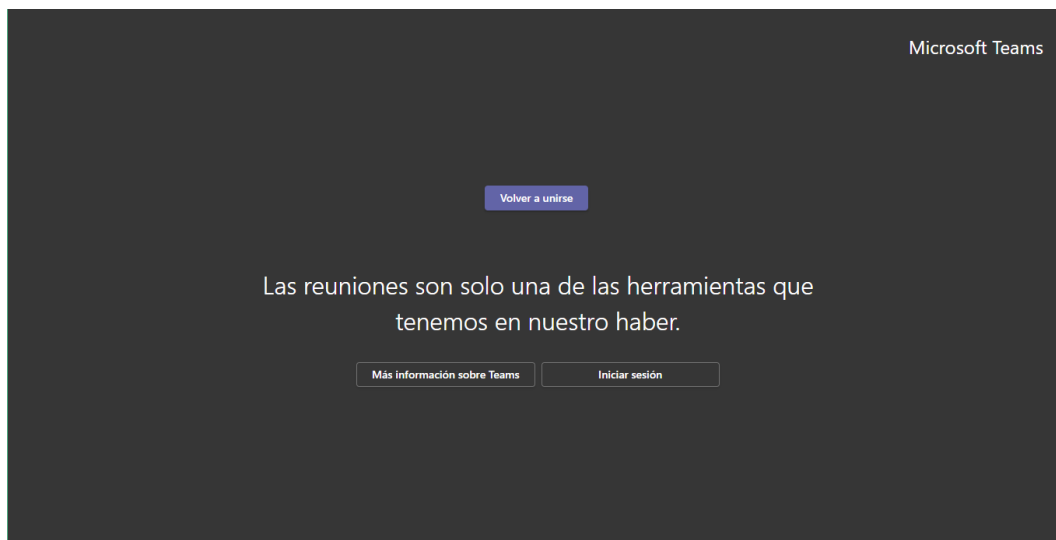 Microsoft Teams
Volver a unirse
Las reuniones son solo una de las herramientas que
tenemos en nuestro haber.
Más información sobre Teams
Iniciar sesión